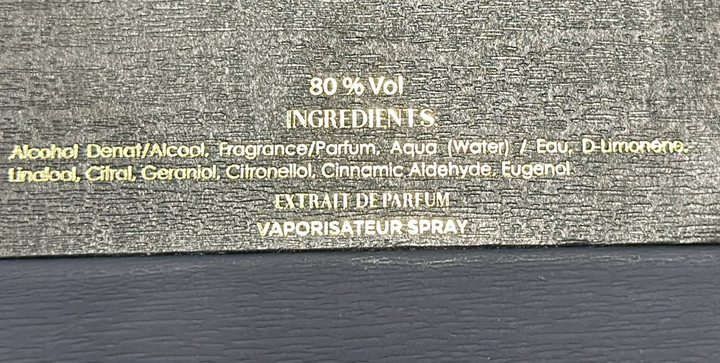 80 % Vol
INGREDIENTS:
Alcohol Denat/Alcool, Fragrance/Parfum, Aqua (Water) / Eau, D-Limonene,
Linalool, Citral, Geraniol, Citronellol, Cinnamic Aldehyde, Eugenol
EXTRAIT DE PARFUM
VAPORISATEUR SPRAY